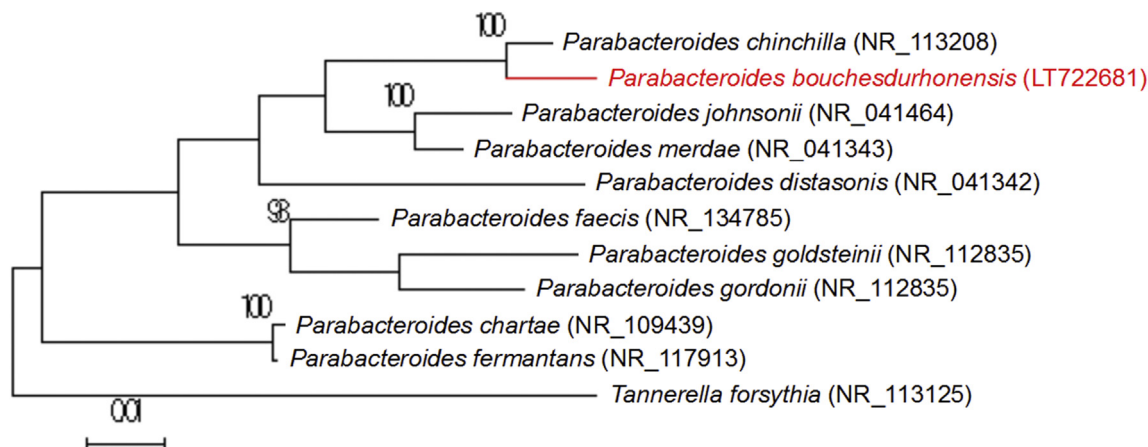 100
Parabacteroides chinchilla (NR_113208)
Parabacteroides bouchesdurhonensis (LT722681)
100
Parabacteroides johnsonii (NR_041464)
Parabacteroides merdae (NR_041343)
Parabacteroides distasonis (NR_041342)
98
Parabacteroides faecis (NR_134785)
Parabacteroides goldsteinii (NR_112835)
Parabacteroides gordonii (NR_112835)
100
Parabacteroides chartae (NR_109439)
Parabacteroides fermantans (NR_117913)
Tannerella forsythia (NR_113125)
0.01